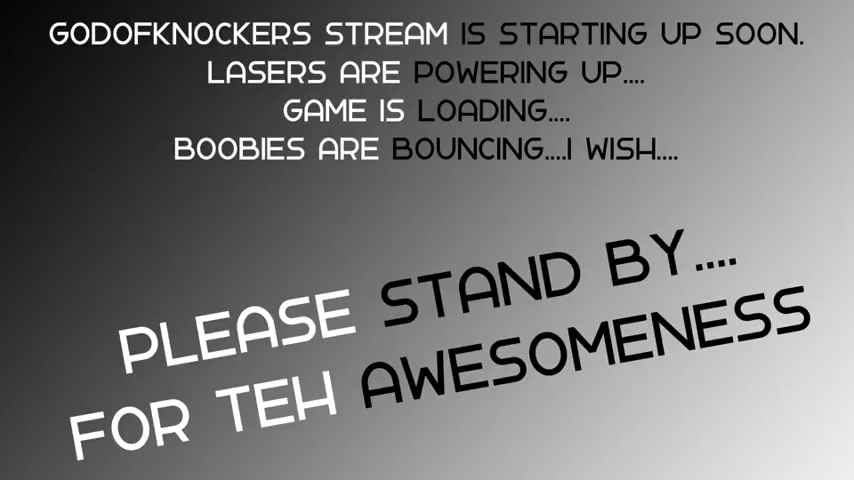 GODOFKNOCKERS STREAM IS STARTING UP SOON.
LASERS ARE POWERING UP....
GAME IS LOADING....
BOOBIES ARE BOUNCING....I WISH....
PLEASE STAND BY....
FOR TEH AWESOMENESS